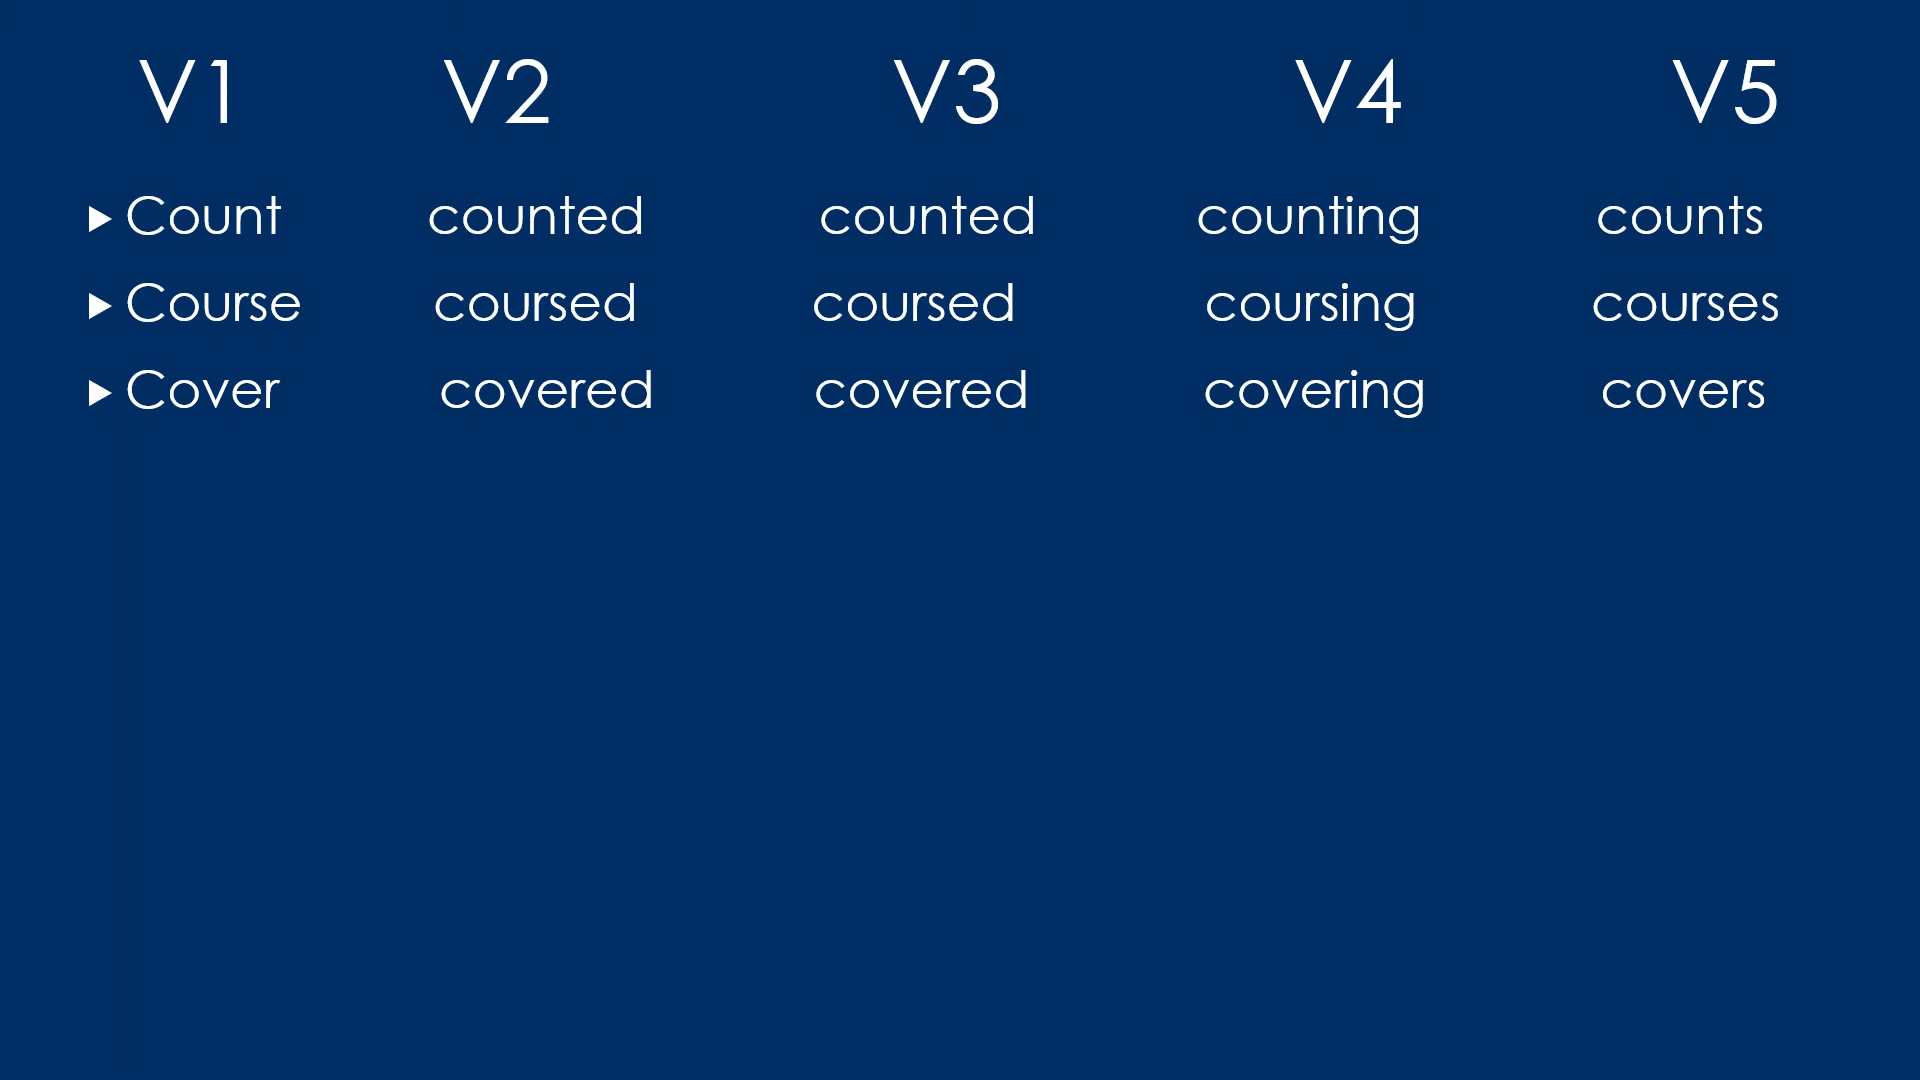 V1 V2 V3 V4 V5
▶ Count counted counted counting counts
▶ Course coursed coursed coursing courses
▶ Cover covered covered covering covers